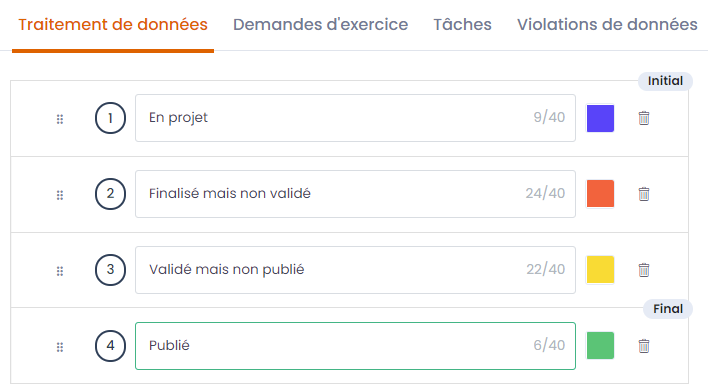 Traitement de données Demandes d'exercice Tâches Violations de données
Initial
1 En projet 9/40
2 Finalisé mais non validé 24/40
3 Validé mais non publié 22/40
Final
4 Publié 6/40